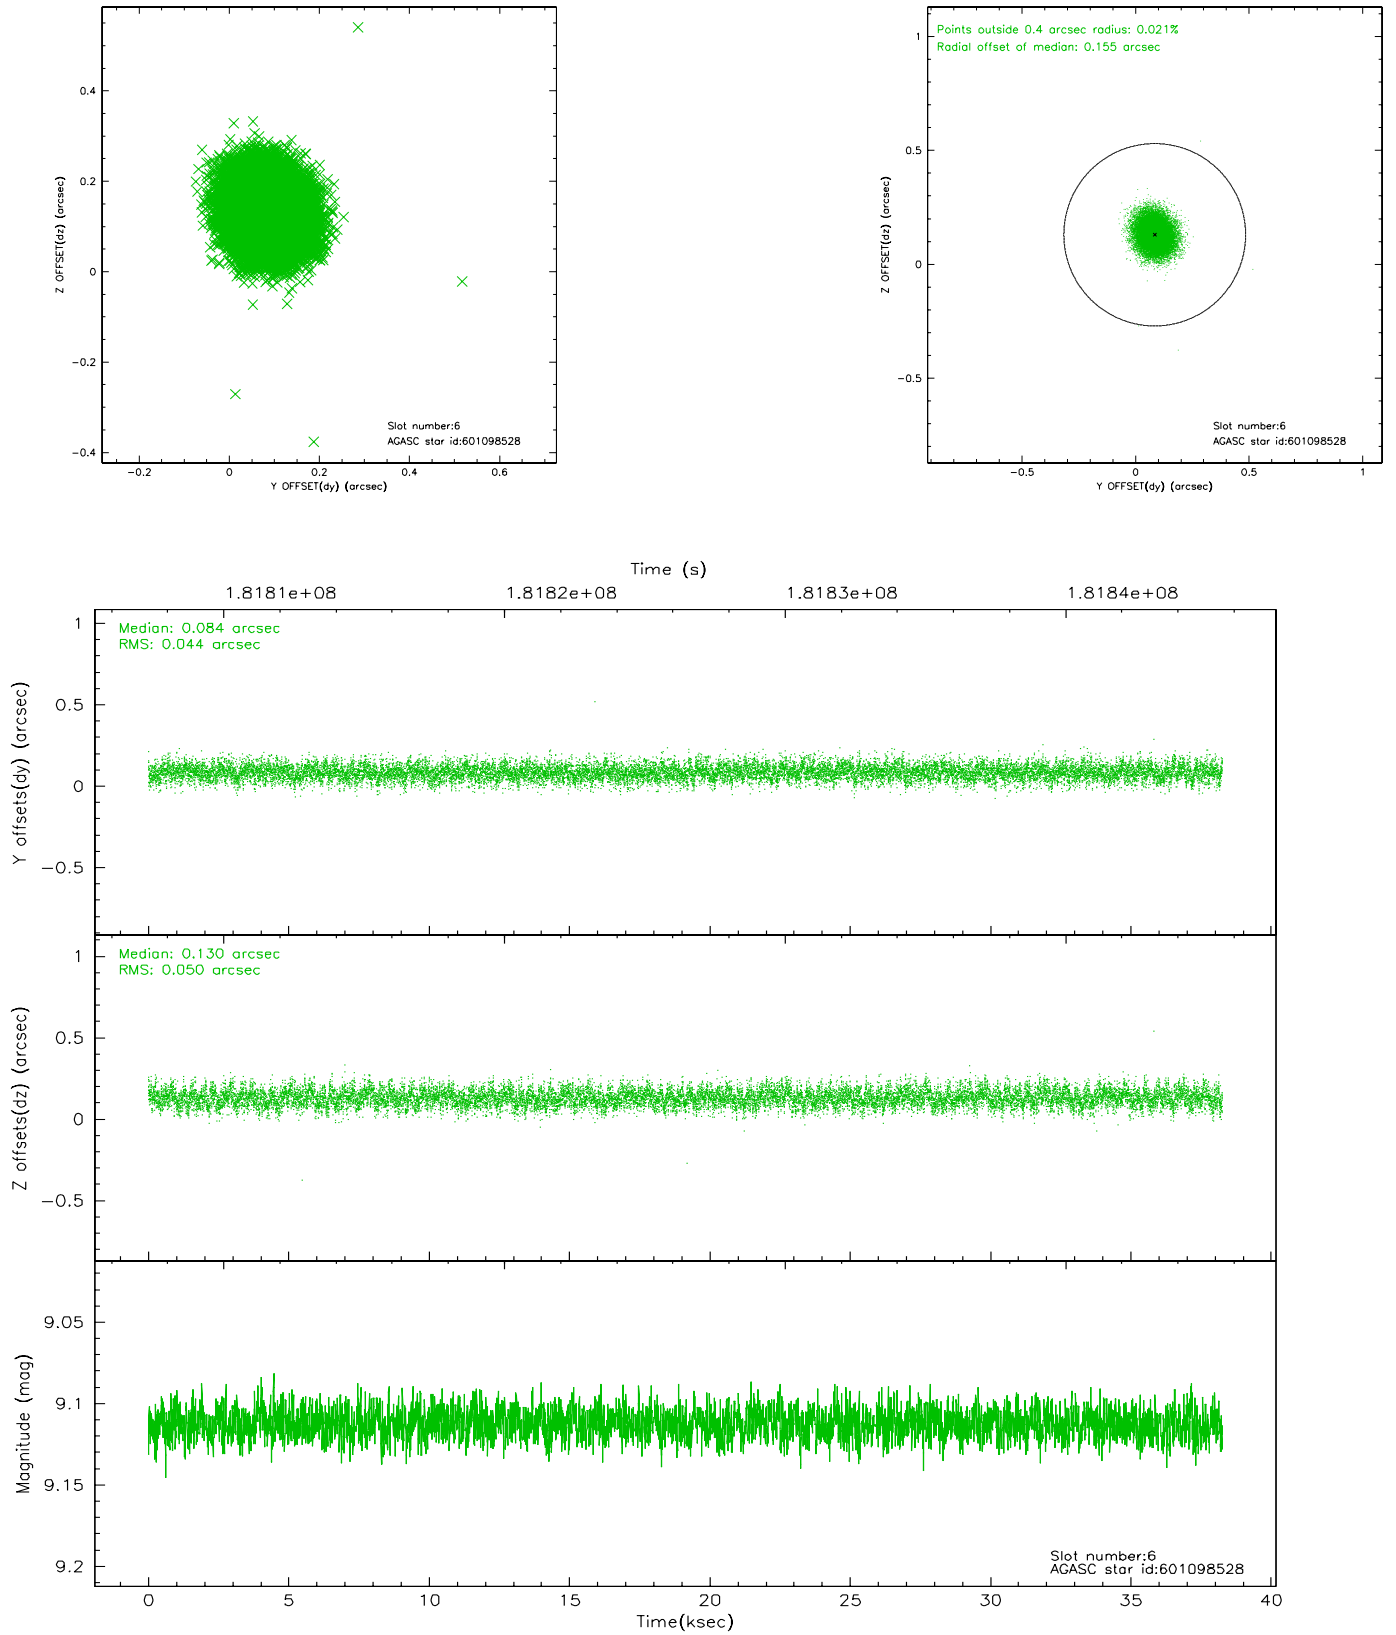 0.4
0.2
0
−0.2
−0.4
Z OFFSET(dz) (arcsec)
−0.2 0 0.2 0.4 0.6
Y OFFSET(dy) (arcsec)
Slot number:6
AGASC star id:601098528
Points outside 0.4 arcsec radius: 0.021%
Radial offset of median: 0.155 arcsec
1
0.5
0
−0.5
Z OFFSET(dz) (arcsec)
−0.5 0 0.5 1
Y OFFSET(dy) (arcsec)
Slot number:6
AGASC star id:601098528
Time (s)
1.8181e+08 1.8182e+08 1.8183e+08 1.8184e+08
Median: 0.084 arcsec
RMS: 0.044 arcsec
1
0.5
0
−0.5
Y offsets(dy) (arcsec)
Median: 0.130 arcsec
RMS: 0.050 arcsec
1
0.5
0
−0.5
Z offsets(dz) (arcsec)
9.05
9.1
9.15
9.2
Magnitude (mag)
Slot number:6
AGASC star id:601098528
0 5 10 15 20 25 30 35 40
Time(ksec)